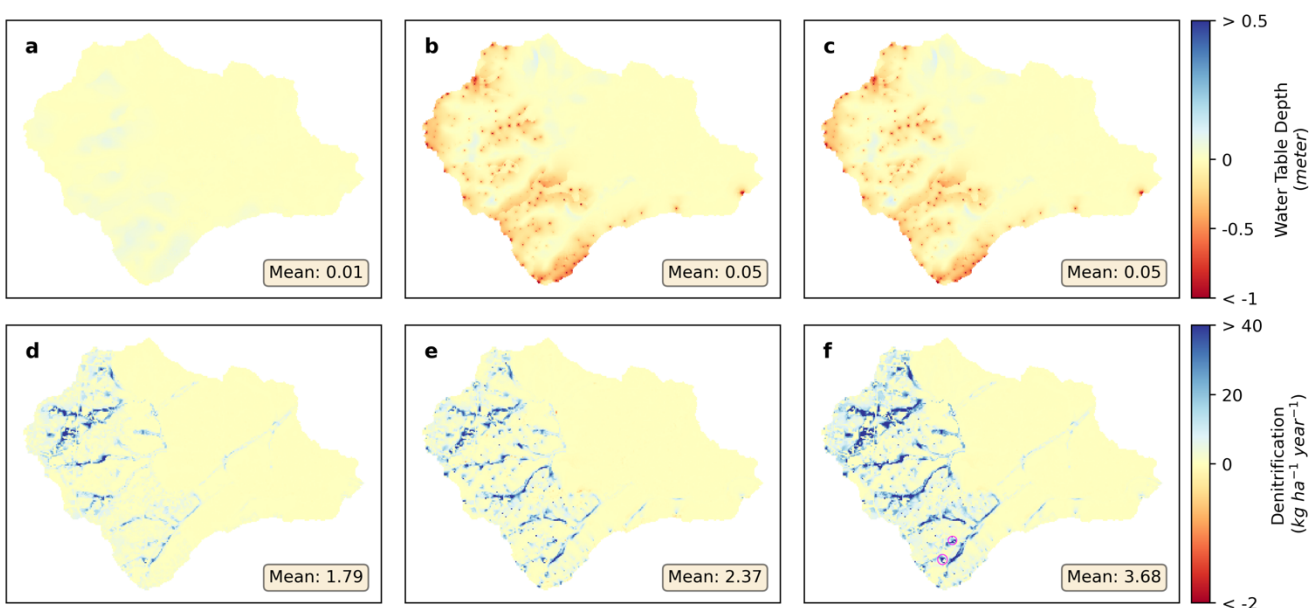 a
b
c
> 0.5
0
-0.5
< -1
Water Table Depth
(meter)
Mean: 0.01
Mean: 0.05
Mean: 0.05
d
e
f
> 40
20
0
< -2
Denitrification
(kg ha⁻¹ year⁻¹)
Mean: 1.79
Mean: 2.37
Mean: 3.68